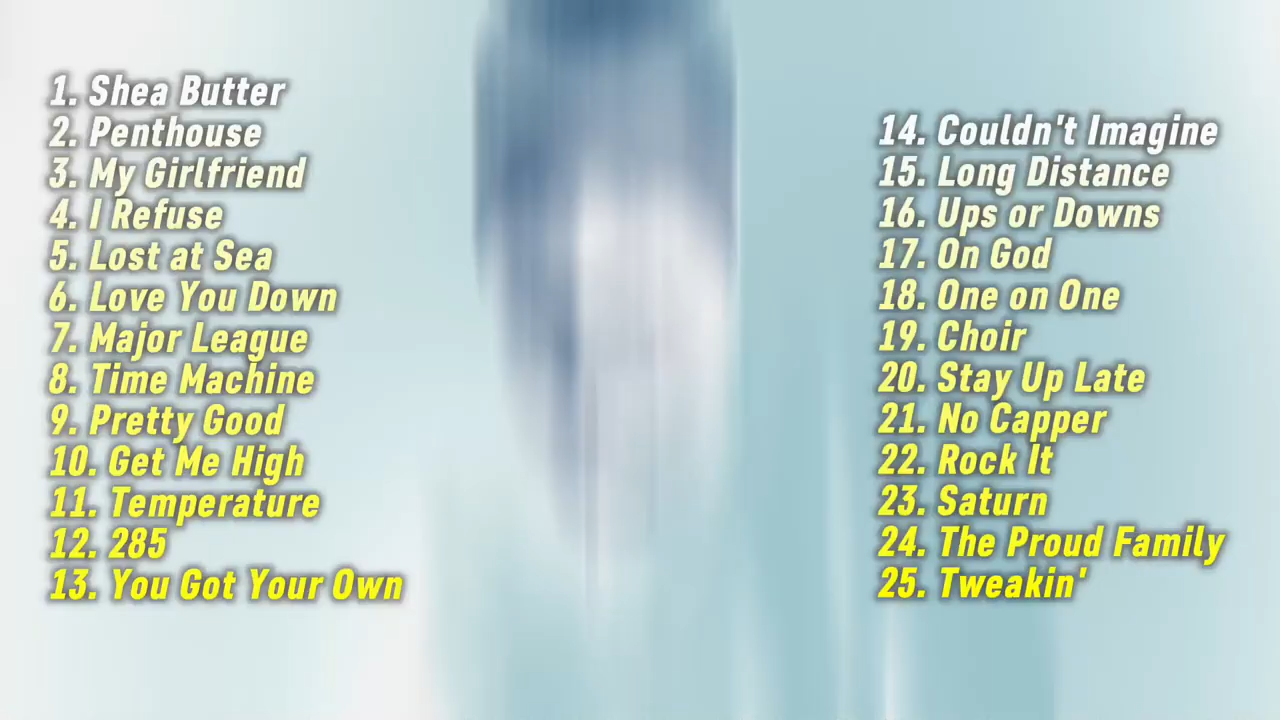 1. Shea Butter
2. Penthouse
3. My Girlfriend
4. I Refuse
5. Lost at Sea
6. Love You Down
7. Major League
8. Time Machine
9. Pretty Good
10. Get Me High
11. Temperature
12. 285
13. You Got Your Own
14. Couldn't Imagine
15. Long Distance
16. Ups or Downs
17. On God
18. One on One
19. Choir
20. Stay Up Late
21. No Capper
22. Rock It
23. Saturn
24. The Proud Family
25. Tweakin'